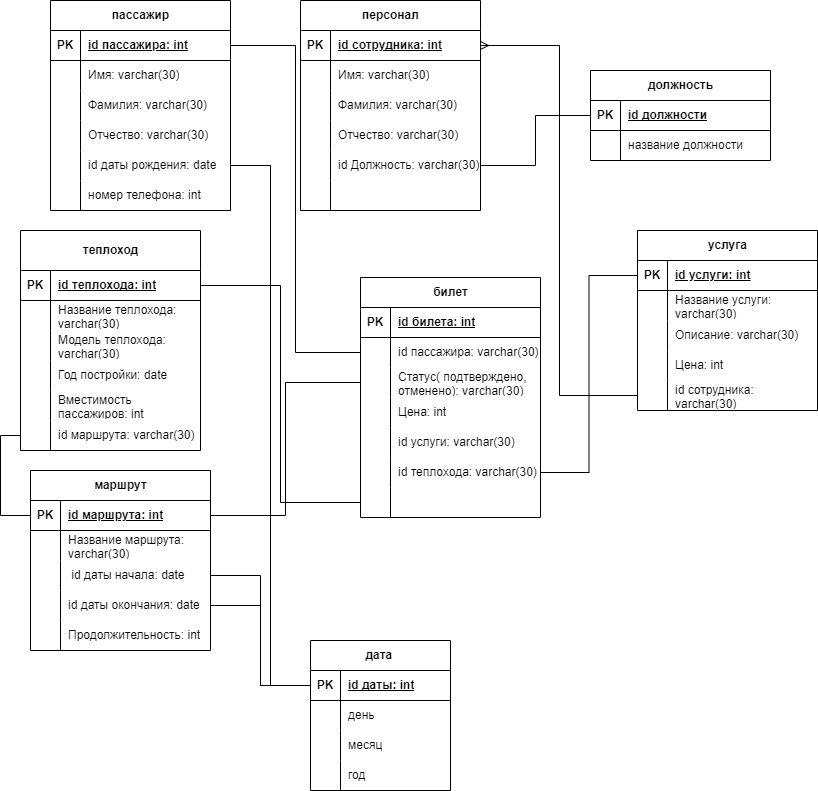 пассажир
PK id пассажира: int
Имя: varchar(30)
Фамилия: varchar(30)
Отчество: varchar(30)
id даты рождения: date
номер телефона: int
персонал
PK id сотрудника: int
Имя: varchar(30)
Фамилия: varchar(30)
Отчество: varchar(30)
id Должность: varchar(30)
должность
PK id должности
название должности
теплоход
PK id теплохода: int
Название теплохода:
varchar(30)
Модель теплохода:
varchar(30)
Год постройки: date
Вместимость
пассажиров: int
id маршрута: varchar(30)
билет
PK id билета: int
id пассажира: varchar(30)
Статус( подтверждено,
отменено): varchar(30)
Цена: int
id услуги: varchar(30)
id теплохода: varchar(30)
услуга
PK id услуги: int
Название услуги:
varchar(30)
Описание: varchar(30)
Цена: int
id сотрудника:
varchar(30)
маршрут
PK id маршрута: int
Название маршрута:
varchar(30)
id даты начала: date
id даты окончания: date
Продолжительность: int
дата
PK id даты: int
день
месяц
год